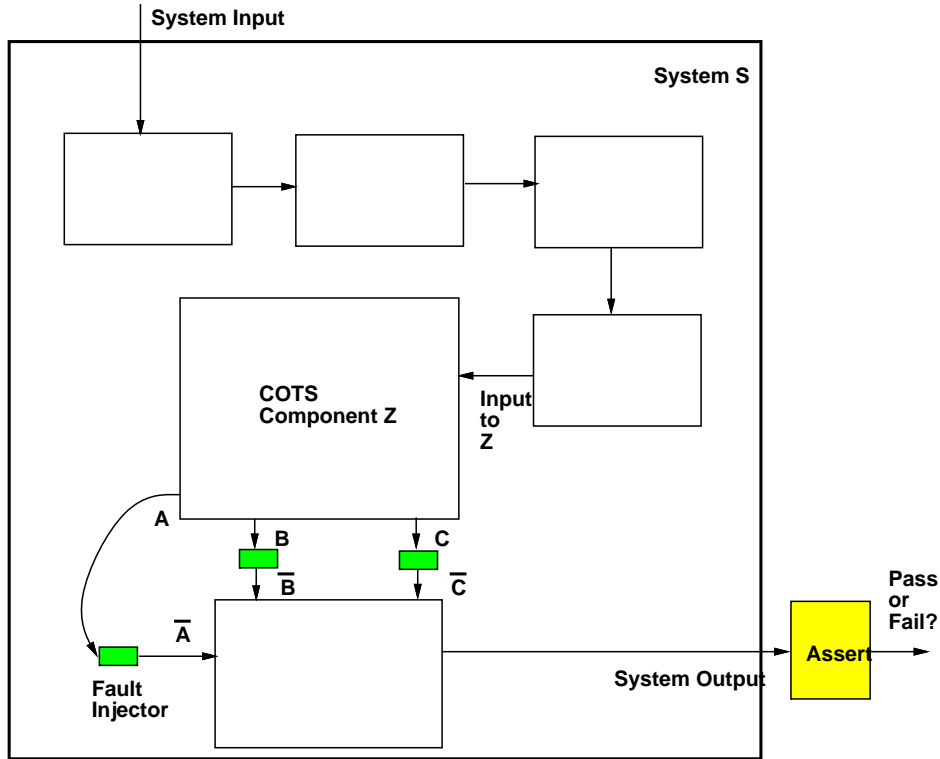 System Input
System S
COTS
Component Z
Input
to
Z
A
B
C
B̅
C̅
A̅
Fault
Injector
System Output
Assert
Pass
or
Fail?